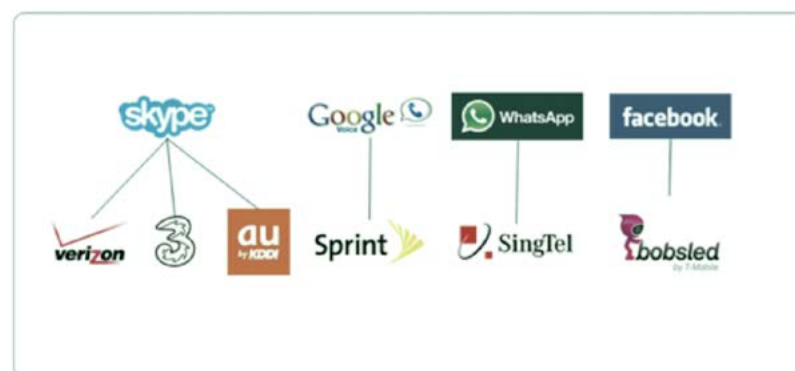 skype
Google
Voice
WhatsApp
facebook
verizon
3
au
by KDDI
Sprint
SingTel
bobsled
by T-Mobile